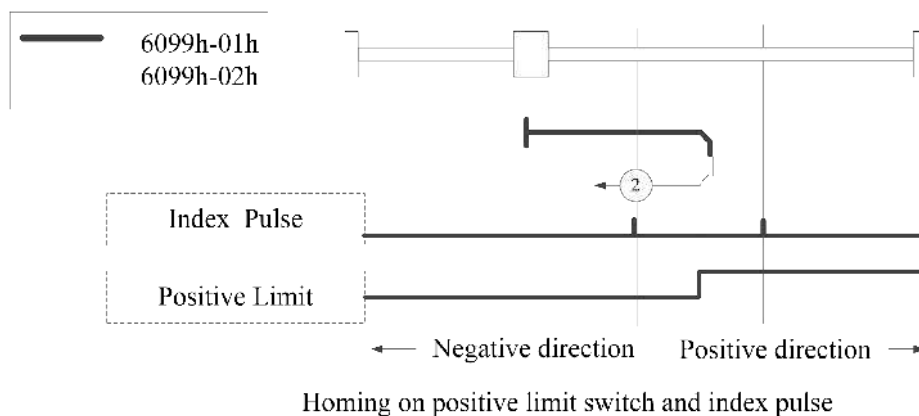 6099h-01h
6099h-02h
2
Index Pulse
Positive Limit
Negative direction Positive direction
Homing on positive limit switch and index pulse